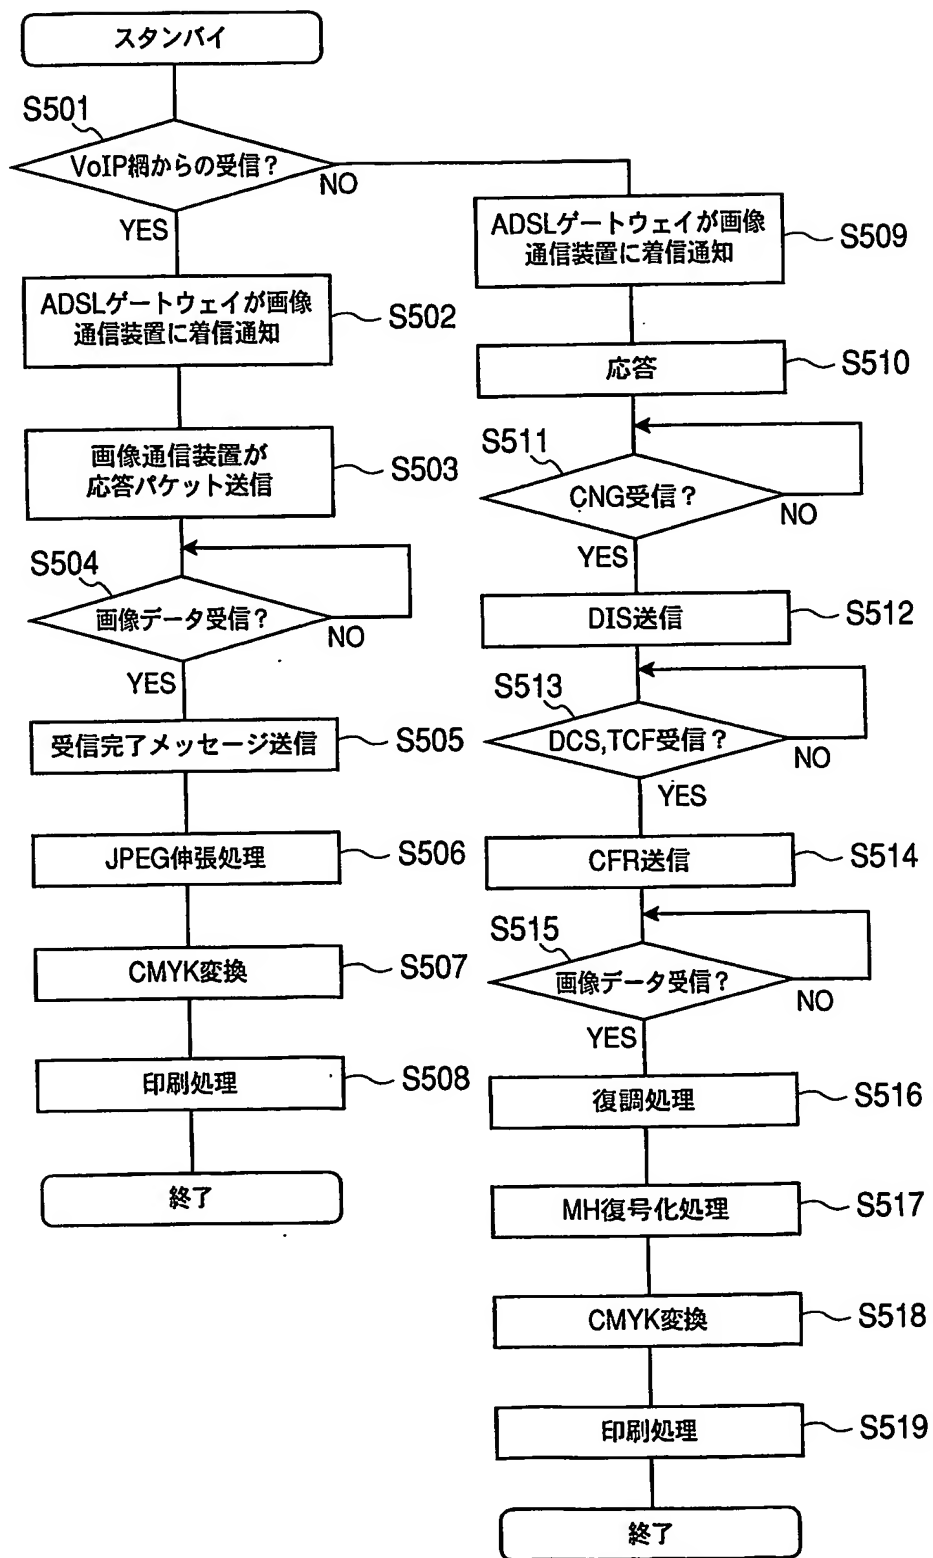 スタンバイ
S501
VoIP網からの受信?
NO
YES
ADSLゲートウェイが画像
通信装置に着信通知
S502
画像通信装置が
応答パケット送信
S503
S504
画像データ受信?
NO
YES
受信完了メッセージ送信
S505
JPEG伸張処理
S506
CMYK変換
S507
印刷処理
S508
終了
ADSLゲートウェイが画像
通信装置に着信通知
S509
応答
S510
S511
CNG受信?
NO
YES
DIS送信
S512
S513
DCS,TCF受信?
NO
YES
CFR送信
S514
S515
画像データ受信?
NO
YES
復調処理
S516
MH復号化処理
S517
CMYK変換
S518
印刷処理
S519
終了